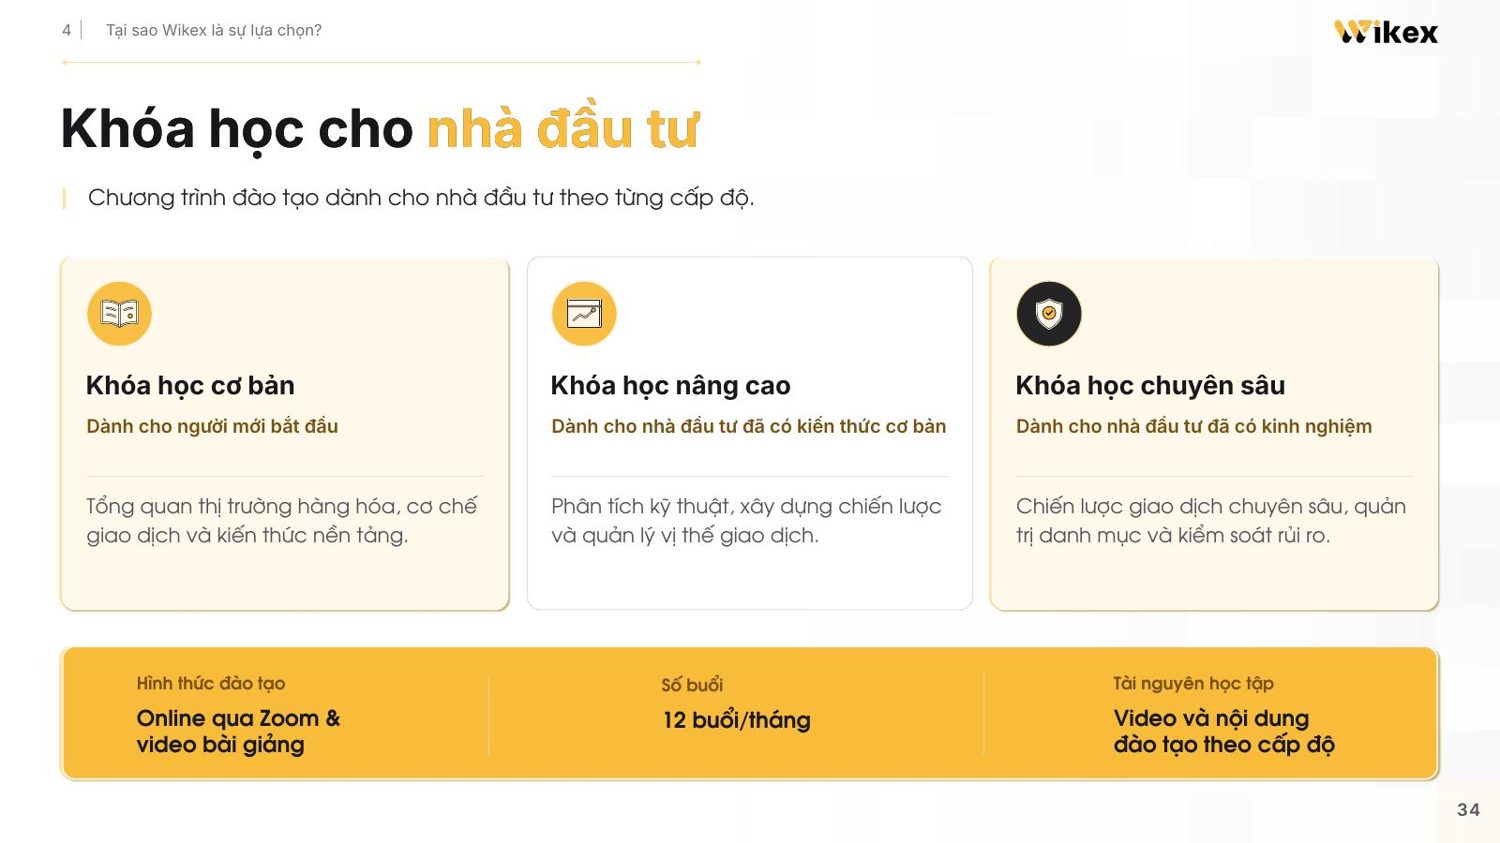 4
Tại sao Wikex là sự lựa chọn?
Wikex
Khóa học cho nhà đầu tư
Chương trình đào tạo dành cho nhà đầu tư theo từng cấp độ.
Khóa học cơ bản
Dành cho người mới bắt đầu
Tổng quan thị trường hàng hóa, cơ chế
giao dịch và kiến thức nền tảng.
Khóa học nâng cao
Dành cho nhà đầu tư đã có kiến thức cơ bản
Phân tích kỹ thuật, xây dựng chiến lược
và quản lý vị thế giao dịch.
Khóa học chuyên sâu
Dành cho nhà đầu tư đã có kinh nghiệm
Chiến lược giao dịch chuyên sâu, quản
trị danh mục và kiểm soát rủi ro.
Hình thức đào tạo
Online qua Zoom &
video bài giảng
Số buổi
12 buổi/tháng
Tài nguyên học tập
Video và nội dung
đào tạo theo cấp độ
34